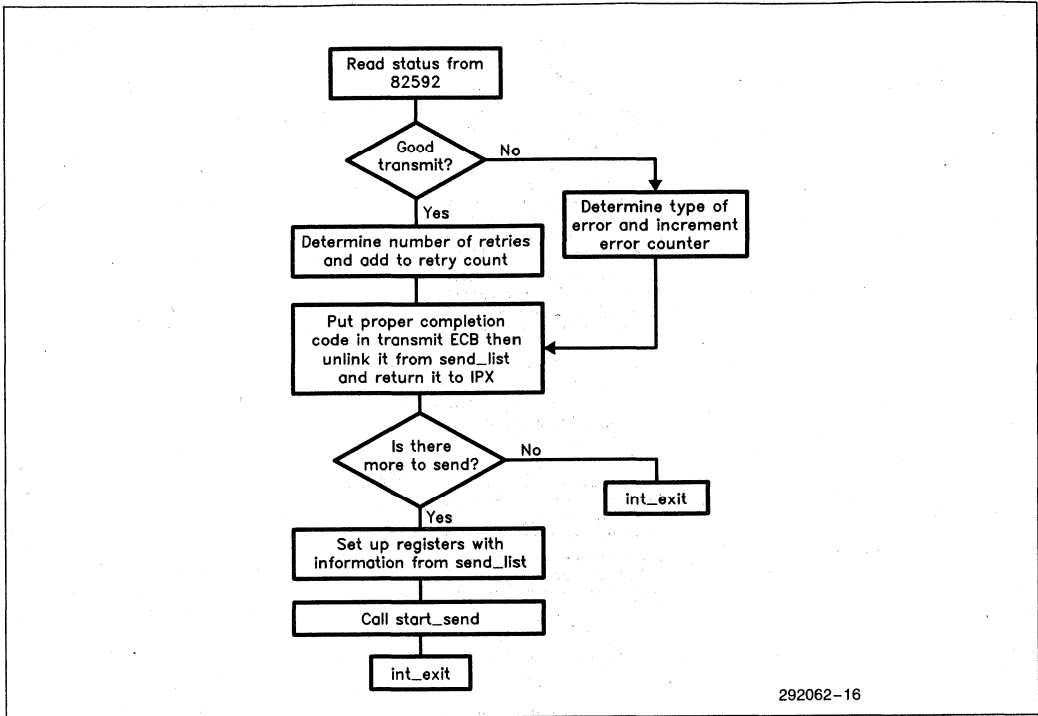 Read status from
82592
Good
transmit?
No
Yes
Determine type of
error and increment
error counter
Determine number of retries
and add to retry count
Put proper completion
code in transmit ECB then
unlink it from send_list
and return it to IPX
Is there
more to send?
No
int_exit
Yes
Set up registers with
information from send_list
Call start_send
int_exit
292062-16